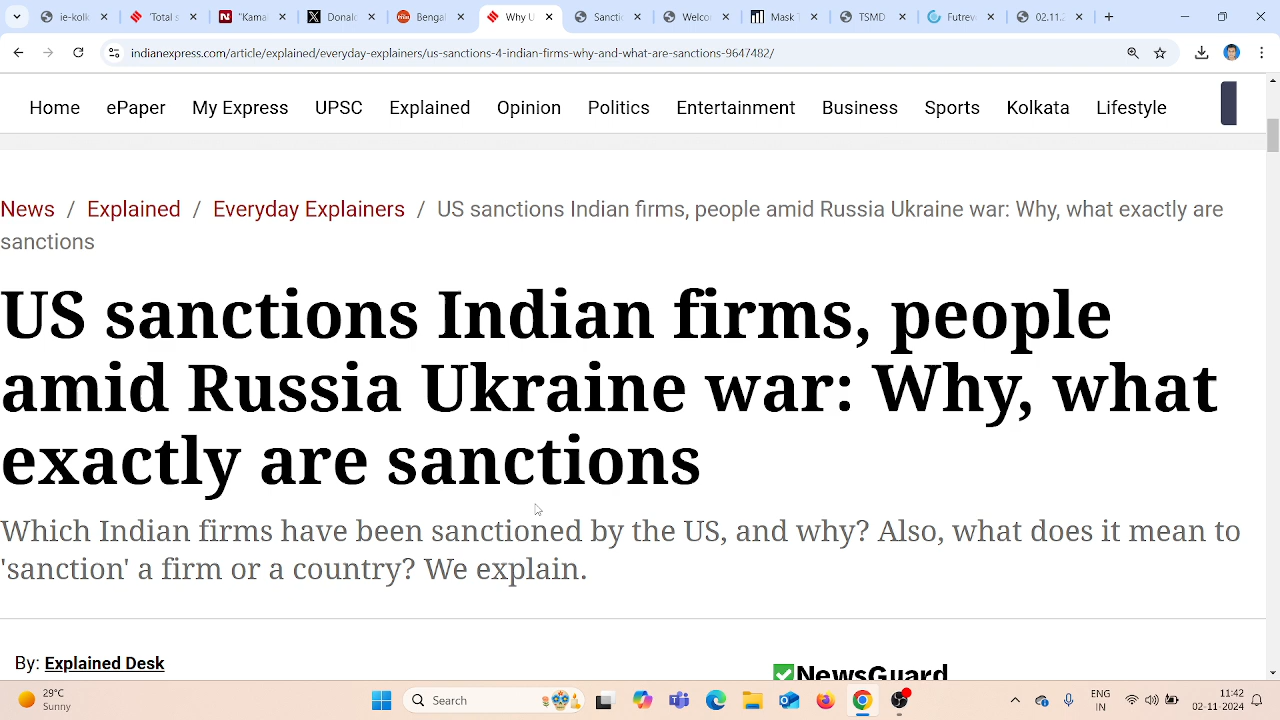 ie-kolk
"Total s
"Kama
Donald
Bengal
Why U
Sancti
Welco
Mask T
TSMD
Futrev
02.11.2
indianexpress.com/article/explained/everyday-explainers/us-sanctions-4-indian-firms-why-and-what-are-sanctions-9647482/
Home ePaper My Express UPSC Explained Opinion Politics Entertainment Business Sports Kolkata Lifestyle
News / Explained / Everyday Explainers / US sanctions Indian firms, people amid Russia Ukraine war: Why, what exactly are
sanctions
US sanctions Indian firms, people
amid Russia Ukraine war: Why, what
exactly are sanctions
Which Indian firms have been sanctioned by the US, and why? Also, what does it mean to
'sanction' a firm or a country? We explain.
By: Explained Desk
NewsGuard
29°C
Sunny
Search
ENG
IN
11:42
02-11-2024